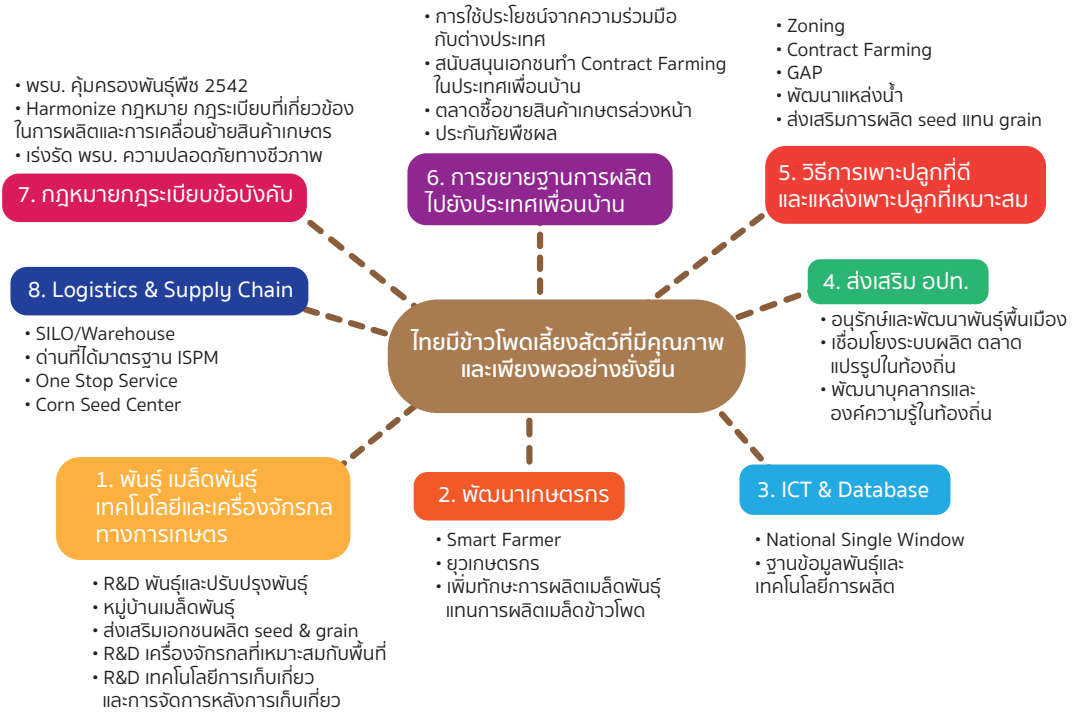 • พรบ. คุ้มครองพันธุ์พืช 2542
• Harmonize กฎหมาย กฎระเบียบที่เกี่ยวข้อง
ในการผลิตและการเคลื่อนย้ายสินค้าเกษตร
• เร่งรัด พรบ. ความปลอดภัยทางชีวภาพ
7. กฎหมายกฎระเบียบข้อบังคับ
• การใช้ประโยชน์จากความร่วมมือ
กับต่างประเทศ
• สนับสนุนเอกชนทำ Contract Farming
ในประเทศเพื่อนบ้าน
• ตลาดซื้อขายสินค้าเกษตรล่วงหน้า
• ประกันภัยพืชผล
6. การขยายฐานการผลิต
ไปยังประเทศเพื่อนบ้าน
• Zoning
• Contract Farming
• GAP
• พัฒนาแหล่งน้ำ
• ส่งเสริมการผลิต seed แทน grain
5. วิธีการเพาะปลูกที่ดี
และแหล่งเพาะปลูกที่เหมาะสม
8. Logistics & Supply Chain
• SILO/Warehouse
• ด่านที่ได้มาตรฐาน ISPM
• One Stop Service
• Corn Seed Center
ไทยมีข้าวโพดเลี้ยงสัตว์ที่มีคุณภาพ
และเพียงพออย่างยั่งยืน
4. ส่งเสริม อปท.
• อนุรักษ์และพัฒนาพันธุ์พื้นเมือง
• เชื่อมโยงระบบผลิต ตลาด
แปรรูปในท้องถิ่น
• พัฒนาบุคลากรและ
องค์ความรู้ในท้องถิ่น
1. พันธุ์ เมล็ดพันธุ์
เทคโนโลยีและเครื่องจักรกล
ทางการเกษตร
• R&D พันธุ์และปรับปรุงพันธุ์
• หมู่บ้านเมล็ดพันธุ์
• ส่งเสริมเอกชนผลิต seed & grain
• R&D เครื่องจักรกลที่เหมาะสมกับพื้นที่
• R&D เทคโนโลยีการเก็บเกี่ยว
และการจัดการหลังการเก็บเกี่ยว
2. พัฒนาเกษตรกร
• Smart Farmer
• ยุวเกษตรกร
• เพิ่มทักษะการผลิตเมล็ดพันธุ์
แทนการผลิตเมล็ดข้าวโพด
3. ICT & Database
• National Single Window
• ฐานข้อมูลพันธุ์และ
เทคโนโลยีการผลิต